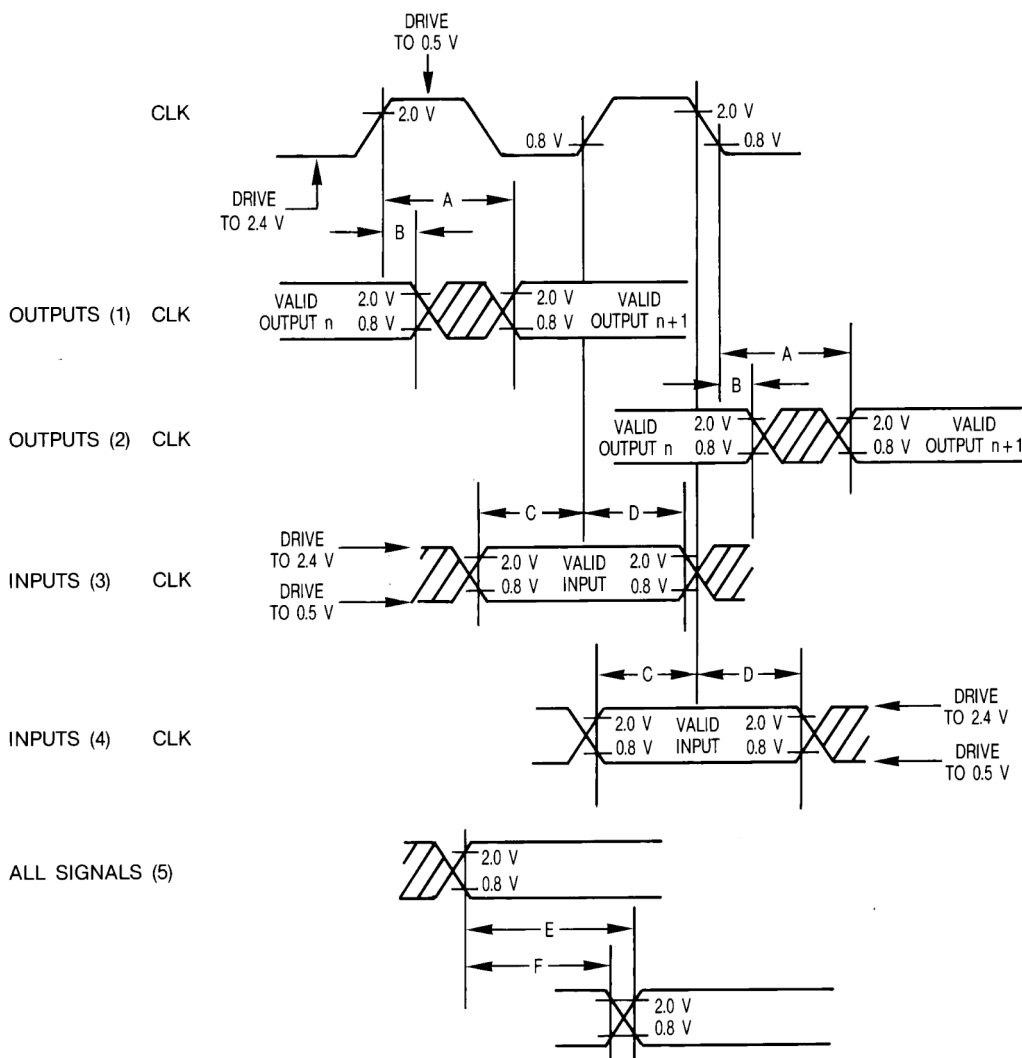 DRIVE
TO 0.5 V
CLK
2.0 V
0.8 V
2.0 V
0.8 V
DRIVE
TO 2.4 V
A
B
OUTPUTS (1) CLK
VALID
OUTPUT n
2.0 V
0.8 V
2.0 V
0.8 V
VALID
OUTPUT n+1
A
B
OUTPUTS (2) CLK
VALID
OUTPUT n
2.0 V
0.8 V
2.0 V
0.8 V
VALID
OUTPUT n+1
C
D
INPUTS (3) CLK
DRIVE
TO 2.4 V
DRIVE
TO 0.5 V
2.0 V
0.8 V
VALID
INPUT
2.0 V
0.8 V
C
D
INPUTS (4) CLK
2.0 V
0.8 V
VALID
INPUT
2.0 V
0.8 V
DRIVE
TO 2.4 V
DRIVE
TO 0.5 V
ALL SIGNALS (5)
2.0 V
0.8 V
E
F
2.0 V
0.8 V